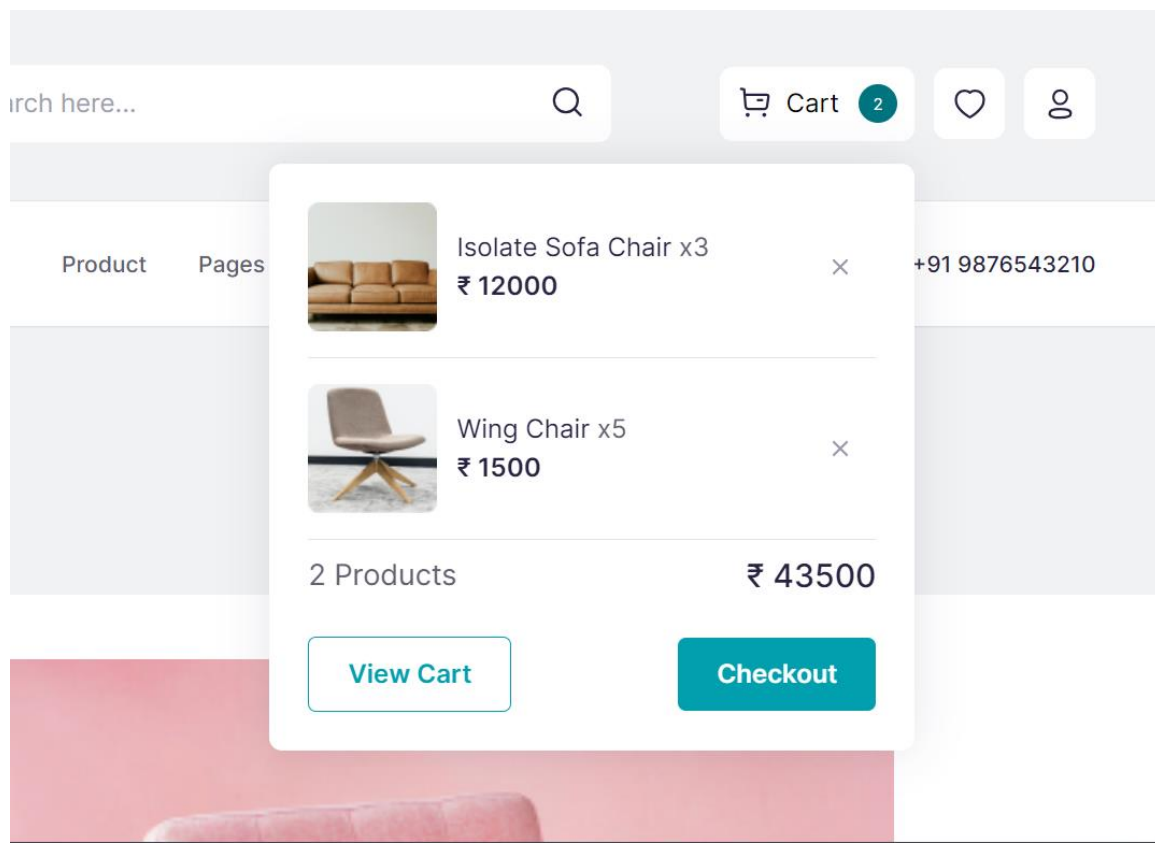 rch here...
Cart 2
Product Pages +91 9876543210
Isolate Sofa Chair x3
₹ 12000
Wing Chair x5
₹ 1500
2 Products ₹ 43500
View Cart Checkout